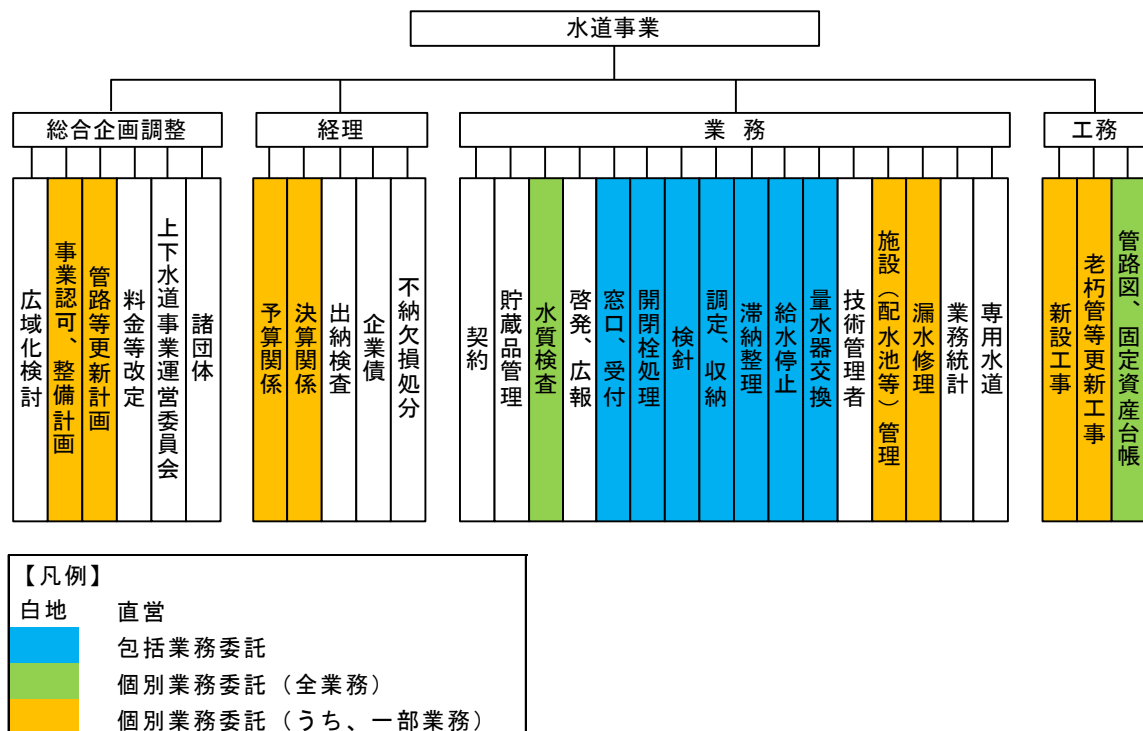 水道事業
総合企画調整
経理
業 務
工務
広域化検討
事業認可、整備計画
管路等更新計画
料金等改定
上下水道事業運営委員会
諸団体
予算関係
決算関係
出納検査
企業債
不納欠損処分
契約
貯蔵品管理
水質検査
啓発、広報
窓口、受付
開閉栓処理
検針
調定、収納
滞納整理
給水停止
量水器交換
技術管理者
施設（配水池等）管理
漏水修理
業務統計
専用水道
新設工事
老朽管等更新工事
管路図、固定資産台帳
【凡例】
白地 直営
包括業務委託
個別業務委託（全業務）
個別業務委託（うち、一部業務）